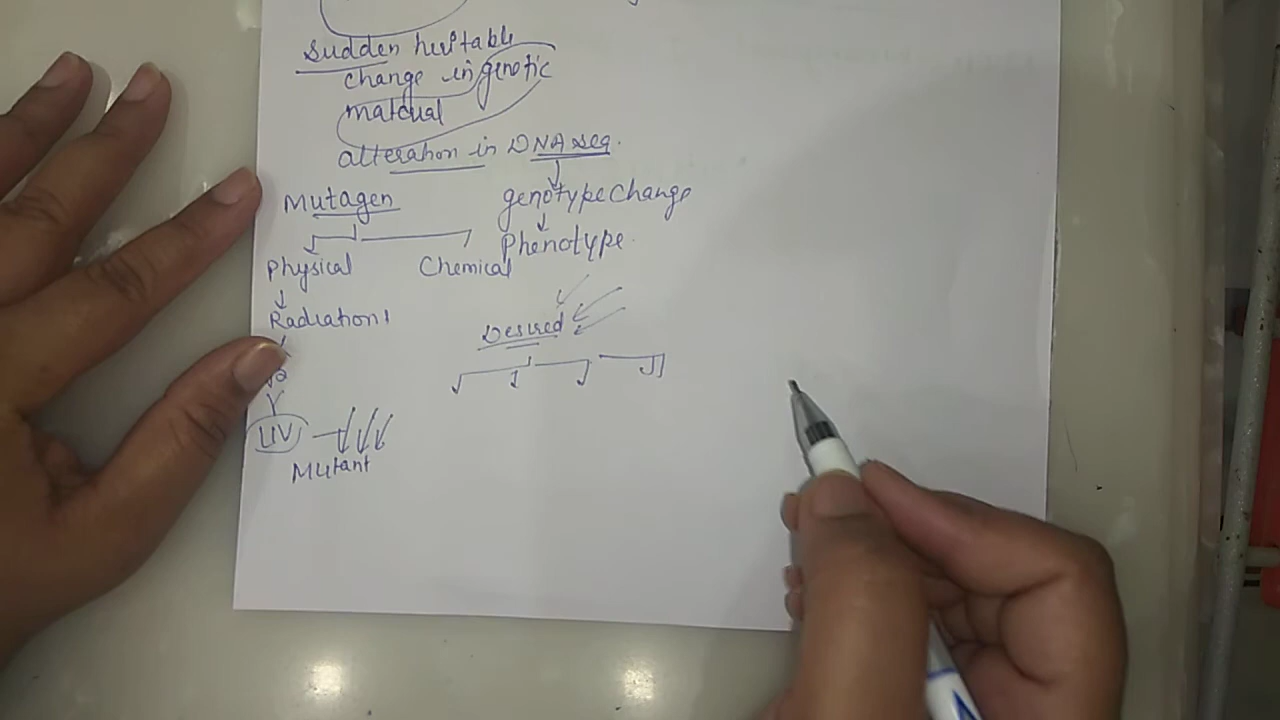 Sudden heritable
change in genetic
material
alteration in DNA seq.
Mutagen
genotype change
Phenotype.
Physical
Chemical
Radiation
Desired
UV
Mutant